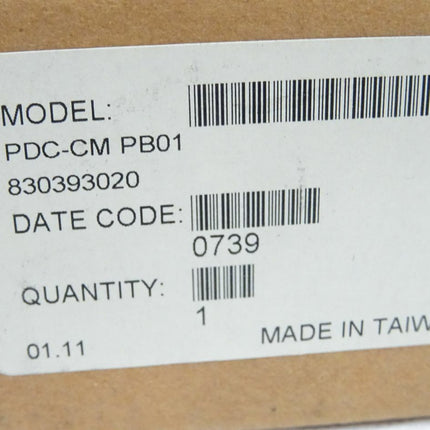 MODEL:
PDC-CM PB01
830393020
DATE CODE:
0739
QUANTITY:
1
01.11
MADE IN TAIW